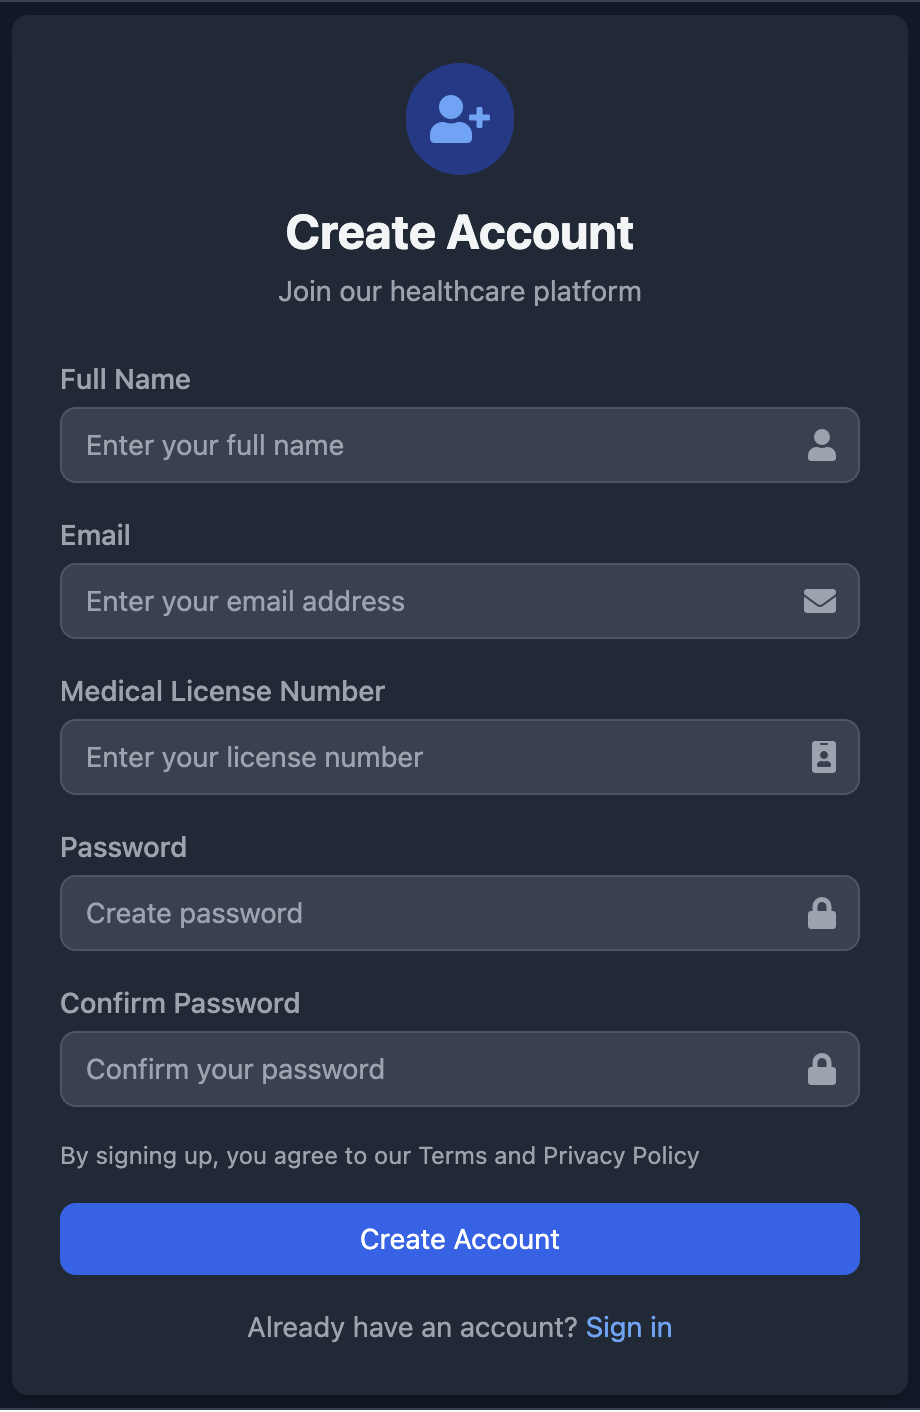 Create Account
Join our healthcare platform
Full Name
Enter your full name
Email
Enter your email address
Medical License Number
Enter your license number
Password
Create password
Confirm Password
Confirm your password
By signing up, you agree to our Terms and Privacy Policy
Create Account
Already have an account? Sign in